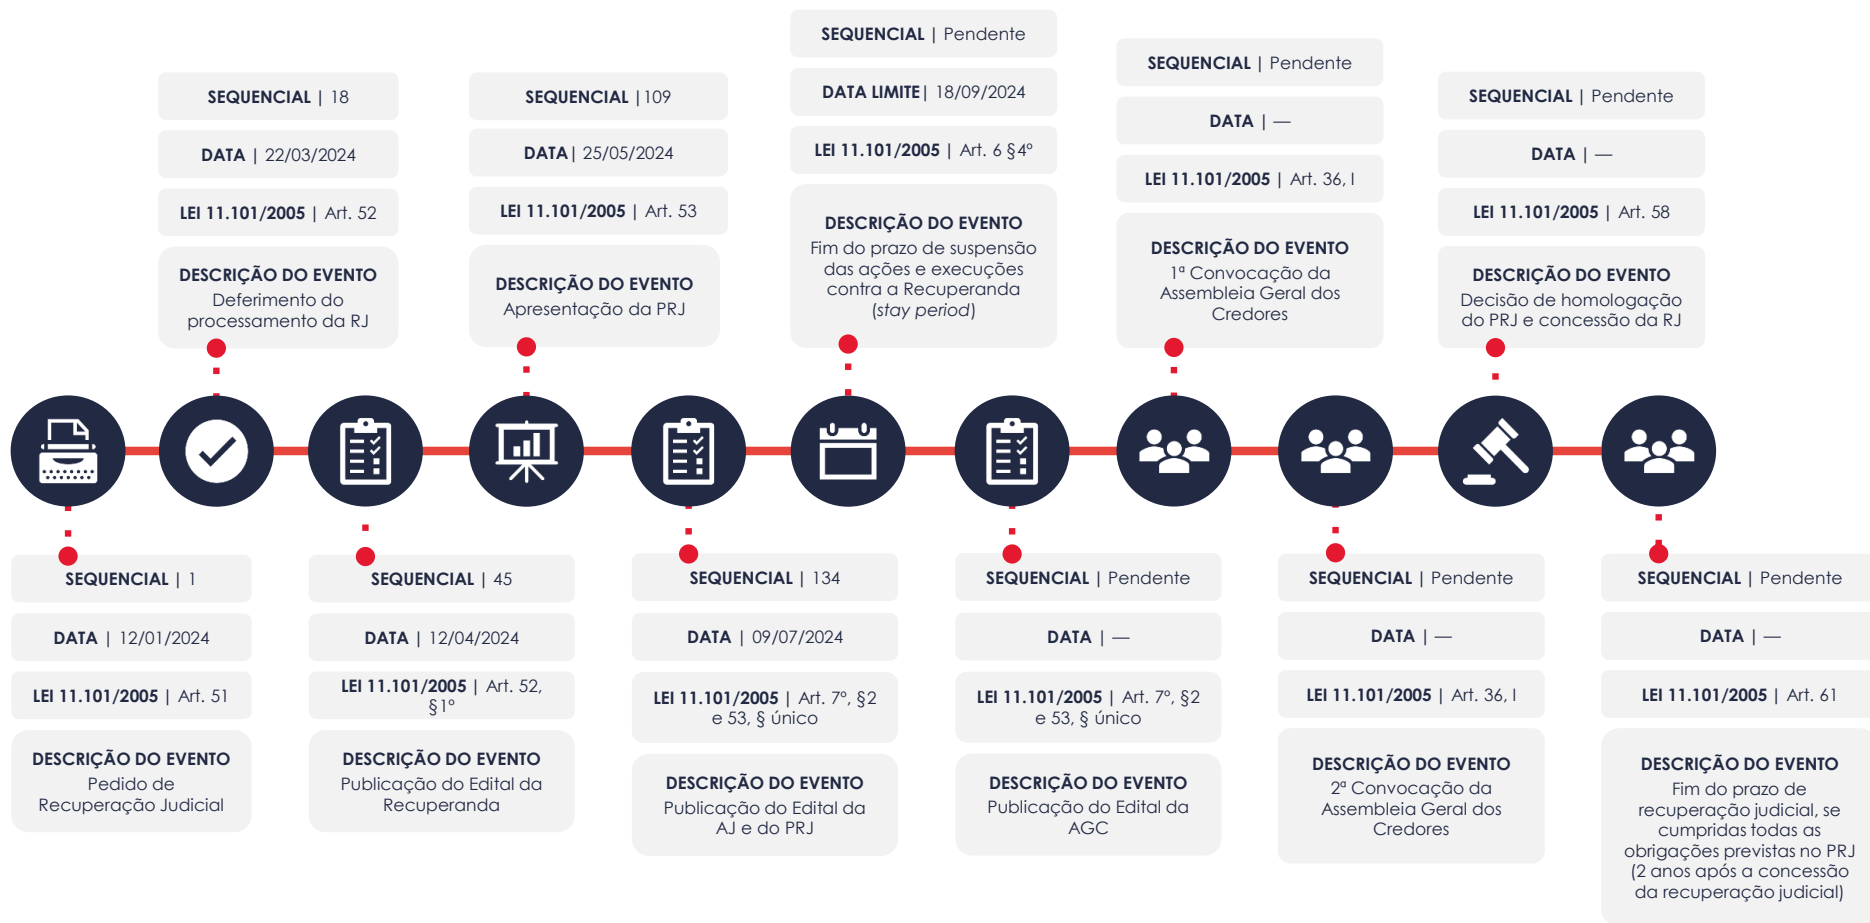 SEQUENCIAL | 1
DATA | 12/01/2024
LEI 11.101/2005 | Art. 51
DESCRIÇÃO DO EVENTO
Pedido de
Recuperação Judicial
SEQUENCIAL | 18
DATA | 22/03/2024
LEI 11.101/2005 | Art. 52
DESCRIÇÃO DO EVENTO
Deferimento do
processamento da RJ
SEQUENCIAL | 45
DATA | 12/04/2024
LEI 11.101/2005 | Art. 52,
§1º
DESCRIÇÃO DO EVENTO
Publicação do Edital da
Recuperanda
SEQUENCIAL |109
DATA| 25/05/2024
LEI 11.101/2005 | Art. 53
DESCRIÇÃO DO EVENTO
Apresentação da PRJ
SEQUENCIAL | 134
DATA | 09/07/2024
LEI 11.101/2005 | Art. 7º, §2
e 53, § único
DESCRIÇÃO DO EVENTO
Publicação do Edital da
AJ e do PRJ
SEQUENCIAL | Pendente
DATA LIMITE| 18/09/2024
LEI 11.101/2005 | Art. 6 §4º
DESCRIÇÃO DO EVENTO
Fim do prazo de suspensão
das ações e execuções
contra a Recuperanda
(stay period)
SEQUENCIAL | Pendente
DATA | —
LEI 11.101/2005 | Art. 7º, §2
e 53, § único
DESCRIÇÃO DO EVENTO
Publicação do Edital da
AGC
SEQUENCIAL | Pendente
DATA | —
LEI 11.101/2005 | Art. 36, I
DESCRIÇÃO DO EVENTO
1ª Convocação da
Assembleia Geral dos
Credores
SEQUENCIAL | Pendente
DATA | —
LEI 11.101/2005 | Art. 36, I
DESCRIÇÃO DO EVENTO
2ª Convocação da
Assembleia Geral dos
Credores
SEQUENCIAL | Pendente
DATA | —
LEI 11.101/2005 | Art. 58
DESCRIÇÃO DO EVENTO
Decisão de homologação
do PRJ e concessão da RJ
SEQUENCIAL | Pendente
DATA | —
LEI 11.101/2005 | Art. 61
DESCRIÇÃO DO EVENTO
Fim do prazo de
recuperação judicial, se
cumpridas todas as
obrigações previstas no PRJ
(2 anos após a concessão
da recuperação judicial)